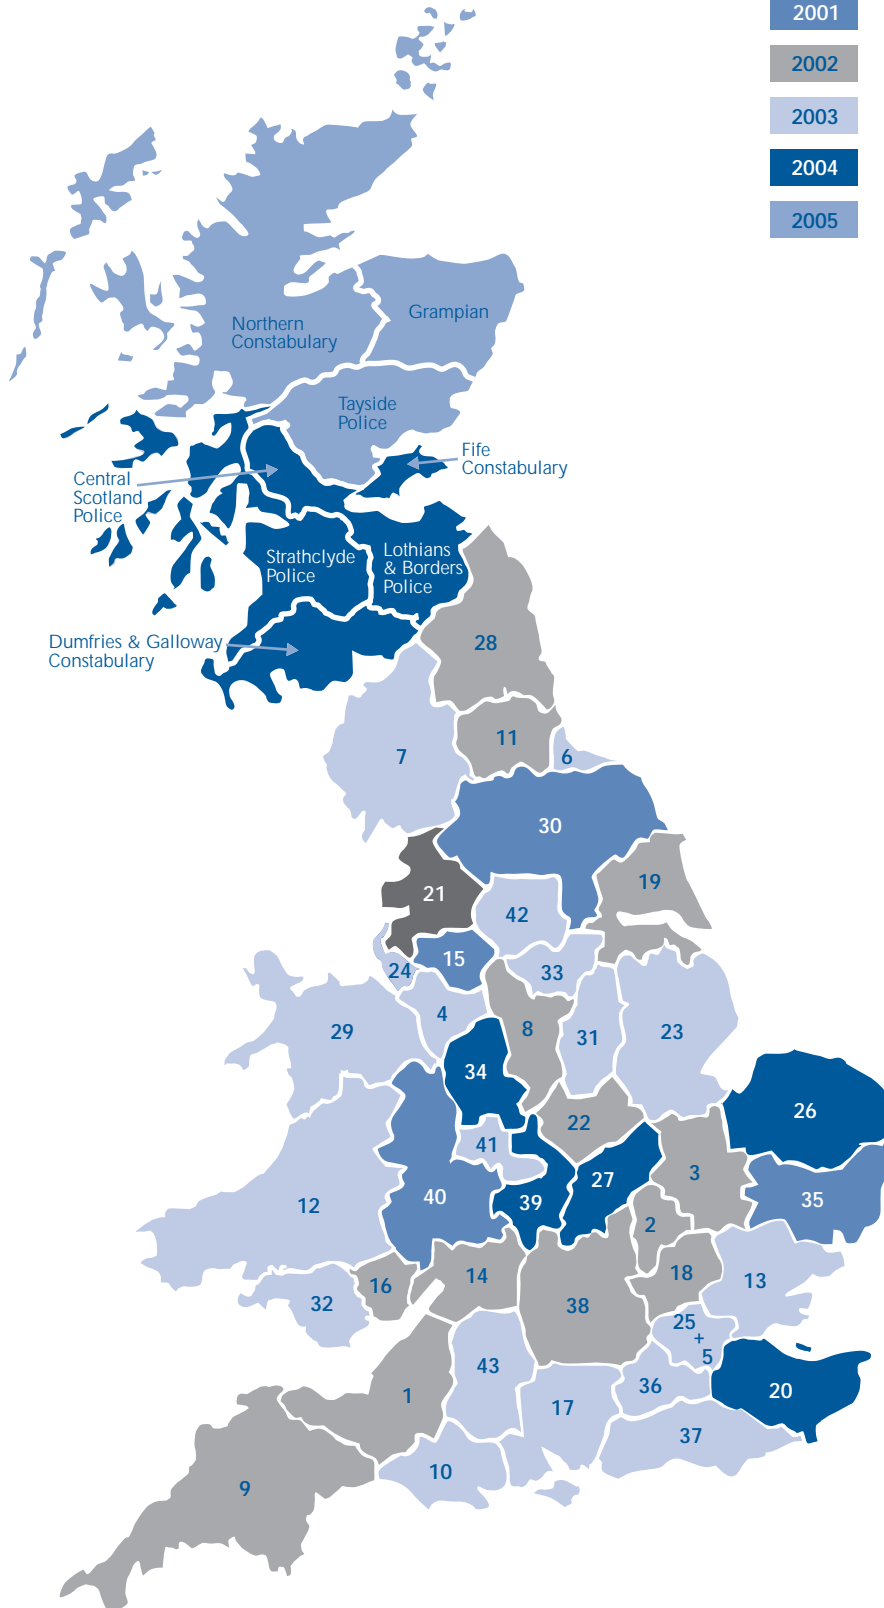 2001
2002
2003
2004
2005
Northern
Constabulary
Grampian
Tayside
Police
Fife
Constabulary
Central
Scotland
Police
Strathclyde
Police
Lothians
& Borders
Police
Dumfries & Galloway
Constabulary
28
11
7
6
30
21
19
42
15
24
33
4
8
31
23
29
34
26
22
41
3
27
40
39
35
12
2
18
14
16
13
32
38
25
+
5
43
36
20
1
17
37
10
9